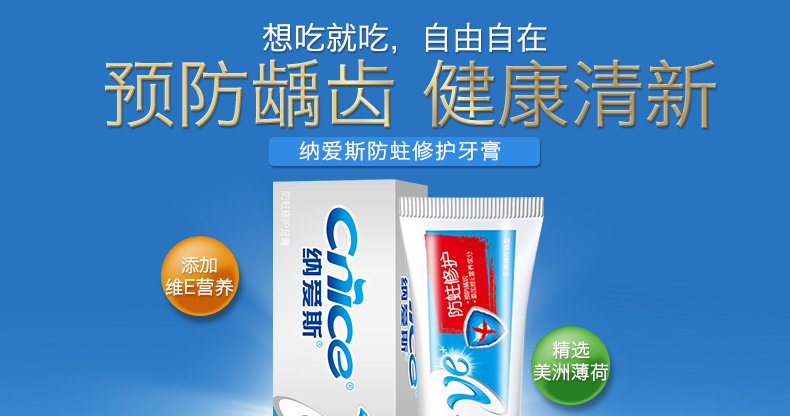 想吃就吃，自由自在
预防龋齿 健康清新
纳爱斯防蛀修护牙膏
添加
维E营养
cnice
纳爱斯®
防蛀修护
精选
美洲薄荷